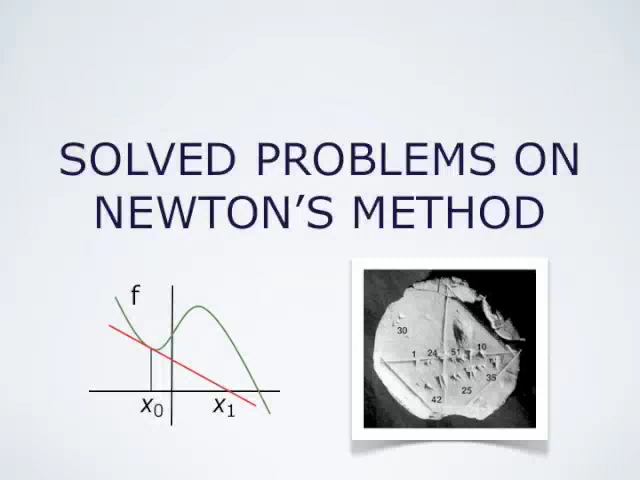 SOLVED PROBLEMS ON
NEWTON'S METHOD
f
x0
x1
30
1 24 51 10
35
25
42